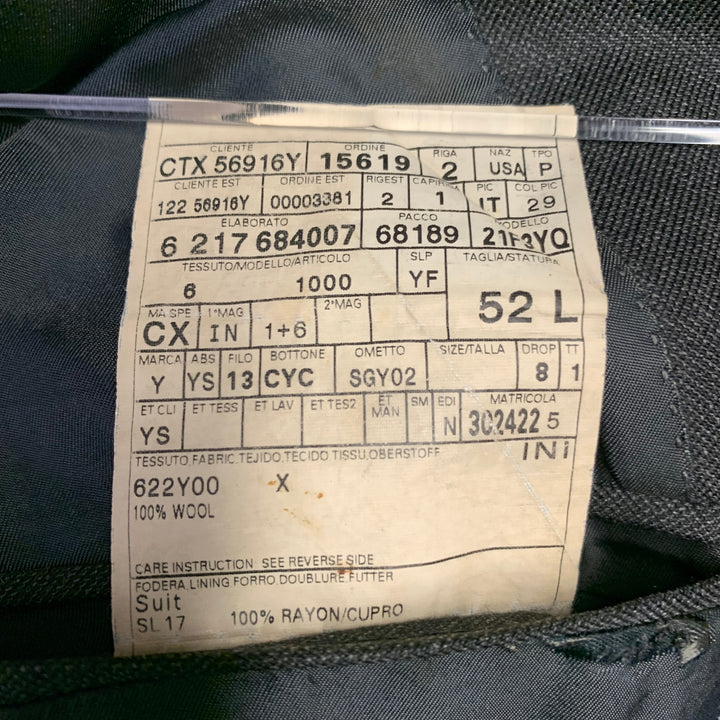 CLIENTE ORDINE RIGA NAZ TPO
CTX 56916Y 15619 2 USA P
CLIENTE EST ORDINE EST RIGEST PIC COL PIC
122 56916Y 00003381 2 1 IT 29
ELABORATO PACCO
6 217 684007 68189
TESSUTO/MODELLO/ARTICOLO SLP TAGLIA/STATURA
6 1000 YF 52 L
MA SPE 1°MAG 2°MAG
CX IN 1+6
MARCA ABS FILO BOTTONE OMETTO SIZE/TALLA DROP TT
Y YS 13 CYC SGY02 8 1
ET CLI ET TESS ET LAV ET TES2 ET MAN SM EDI MATRICOLA
YS N 302422 5
TESSUTO,FABRIC,TEJIDO,TECIDO TISSU,OBERSTOFF INI
622Y00 X
100% WOOL
CARE INSTRUCTION SEE REVERSE SIDE
FODERA,LINING FORRO,DOUBLURE,FUTTER
Suit
SL 17 100% RAYON/CUPRO